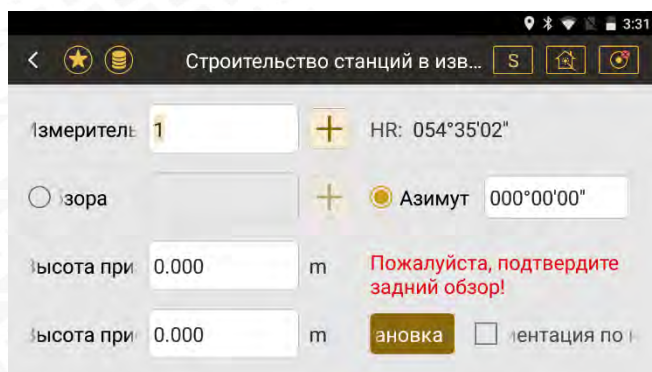 3:31
Строительство станций в изв... S
Измеритель 1 HR: 054°35'02"
зора Азимут 000°00'00"
Высота при 0.000 m Пожалуйста, подтвердите
задний обзор!
Высота при 0.000 m ановка ентация по